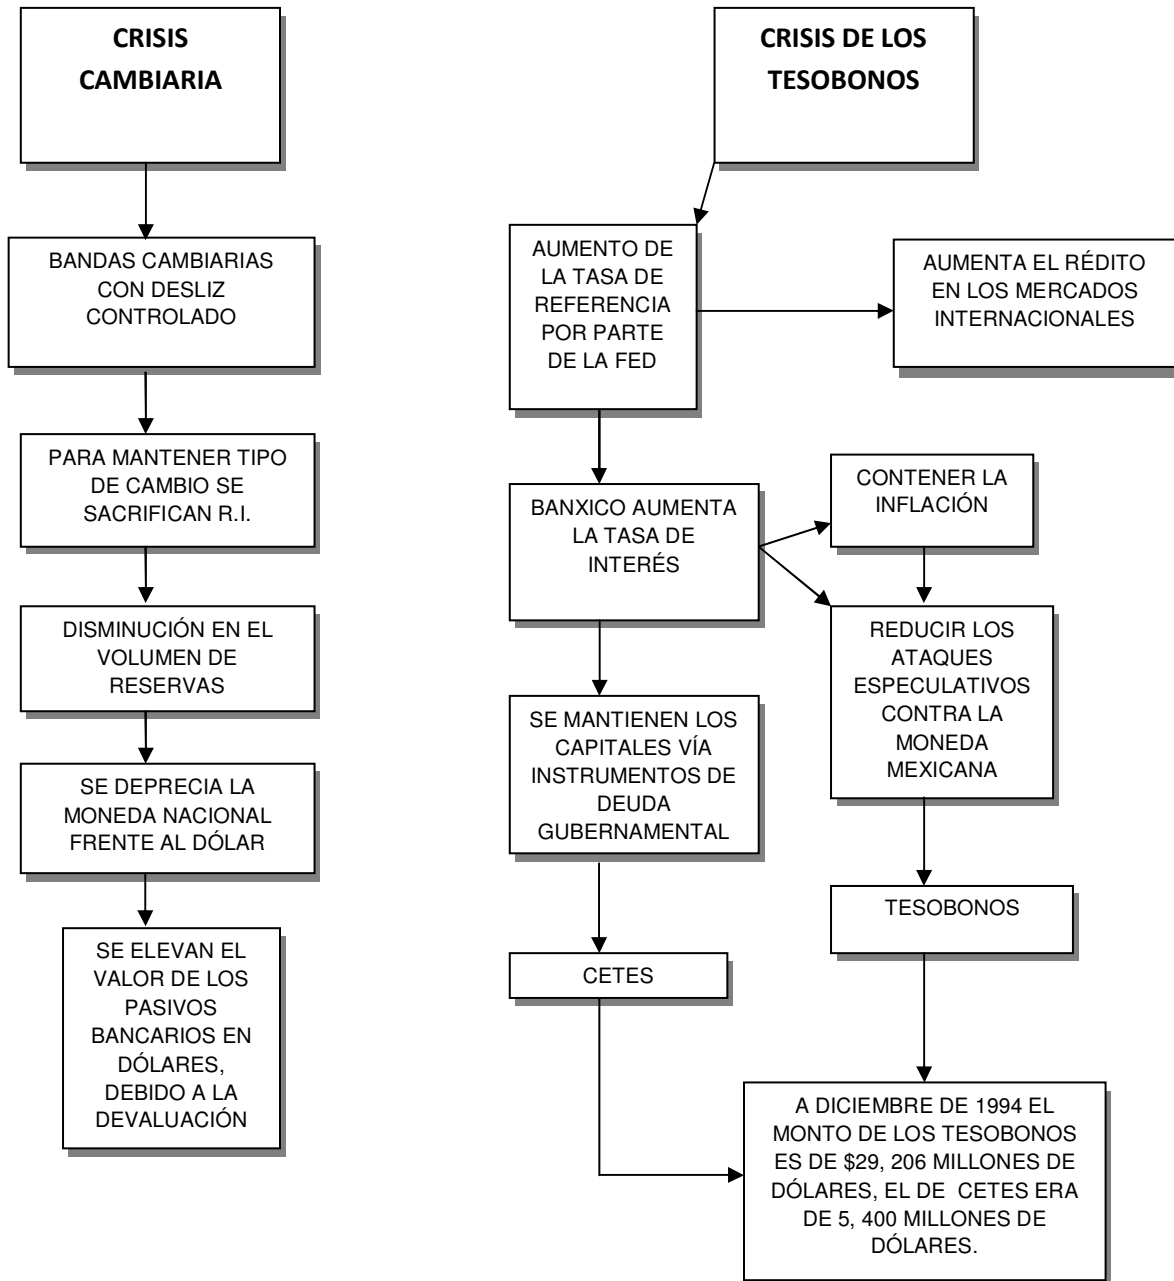 CRISIS
CAMBIARIA
BANDAS CAMBIARIAS
CON DESLIZ
CONTROLADO
PARA MANTENER TIPO
DE CAMBIO SE
SACRIFICAN R.I.
DISMINUCIÓN EN EL
VOLUMEN DE
RESERVAS
SE DEPRECIA LA
MONEDA NACIONAL
FRENTE AL DÓLAR
SE ELEVAN EL
VALOR DE LOS
PASIVOS
BANCARIOS EN
DÓLARES,
DEBIDO A LA
DEVALUACIÓN
CRISIS DE LOS
TESOBONOS
AUMENTO DE
LA TASA DE
REFERENCIA
POR PARTE
DE LA FED
AUMENTA EL RÉDITO
EN LOS MERCADOS
INTERNACIONALES
BANXICO AUMENTA
LA TASA DE
INTERÉS
CONTENER LA
INFLACIÓN
REDUCIR LOS
ATAQUES
ESPECULATIVOS
CONTRA LA
MONEDA
MEXICANA
SE MANTIENEN LOS
CAPITALES VÍA
INSTRUMENTOS DE
DEUDA
GUBERNAMENTAL
TESOBONOS
CETES
A DICIEMBRE DE 1994 EL
MONTO DE LOS TESOBONOS
ES DE $29, 206 MILLONES DE
DÓLARES, EL DE  CETES ERA
DE 5, 400 MILLONES DE
DÓLARES.